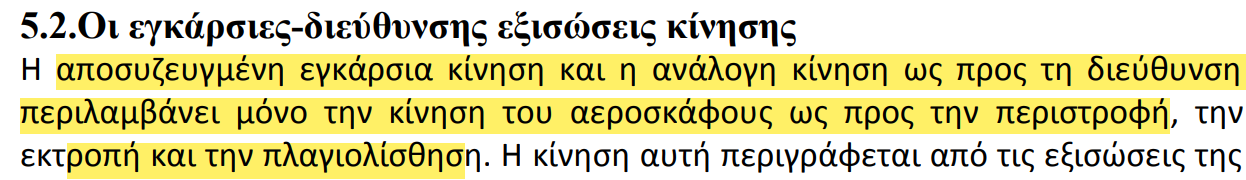 5.2.Οι εγκάρσιες-διεύθυνσης εξισώσεις κίνησης
Η αποσυζευγμένη εγκάρσια κίνηση και η ανάλογη κίνηση ως προς τη διεύθυνση
περιλαμβάνει μόνο την κίνηση του αεροσκάφους ως προς την περιστροφή, την
εκτροπή και την πλαγιολίσθηση. Η κίνηση αυτή περιγράφεται από τις εξισώσεις της